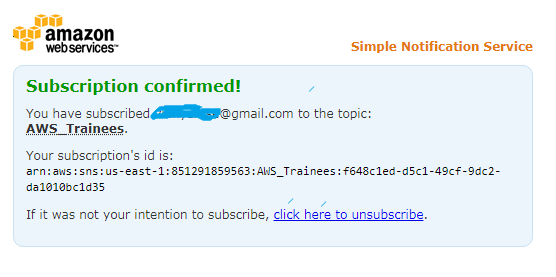 amazon
webservices™
Simple Notification Service
Subscription confirmed!
You have subscribed @gmail.com to the topic:
AWS_Trainees.
Your subscription's id is:
arn:aws:sns:us-east-1:851291859563:AWS_Trainees:f648c1ed-d5c1-49cf-9dc2-
da1010bc1d35
If it was not your intention to subscribe, click here to unsubscribe.